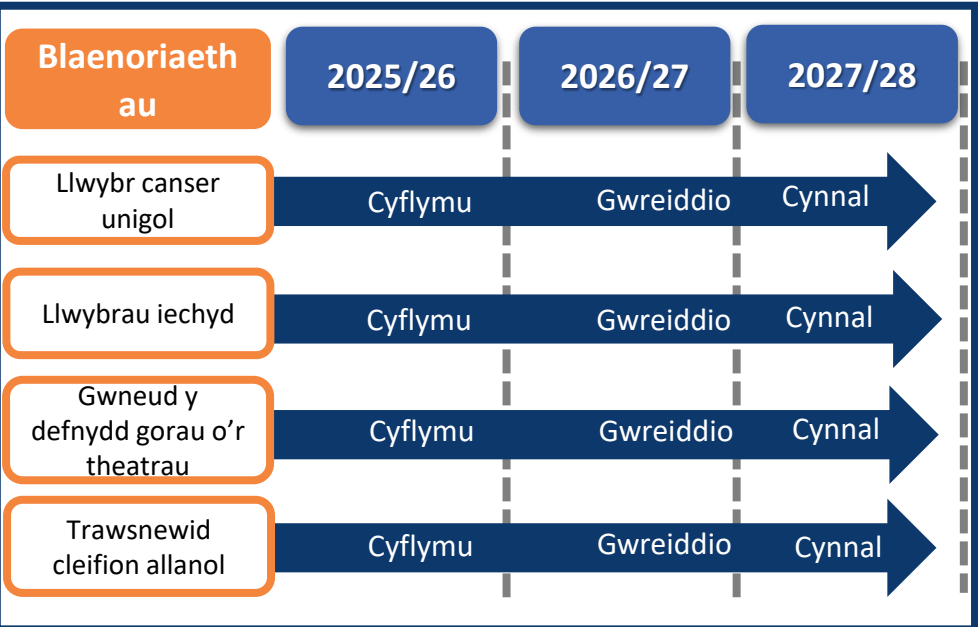 Blaenoriaeth
au
2025/26
2026/27
2027/28
Llwybr canser
unigol
Cyflymu
Gwreiddio
Cynnal
Llwybrau iechyd
Cyflymu
Gwreiddio
Cynnal
Gwneud y
defnydd gorau o’r
theatrau
Cyflymu
Gwreiddio
Cynnal
Trawsnewid
cleifion allanol
Cyflymu
Gwreiddio
Cynnal